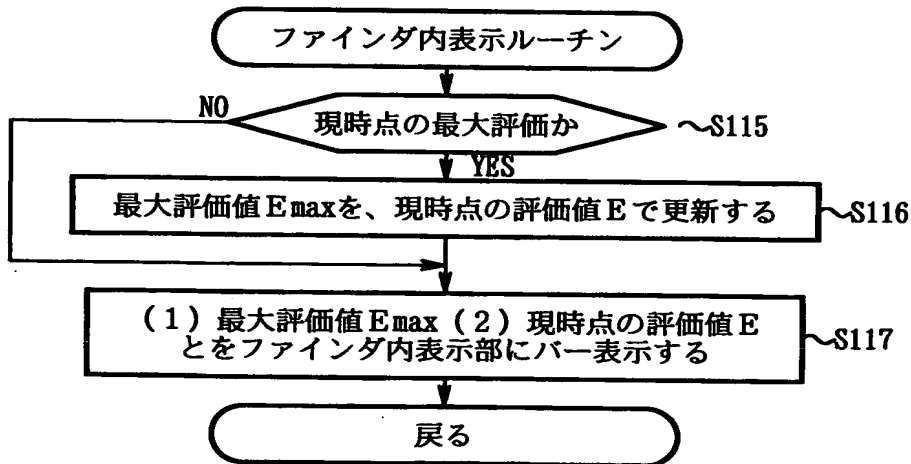 ファインダ内表示ルーチン
NO
現時点の最大評価か
~S115
YES
最大評価値Emaxを、現時点の評価値Eで更新する
~S116
(1)最大評価値Emax(2)現時点の評価値E
とをファインダ内表示部にバー表示する
~S117
戻る